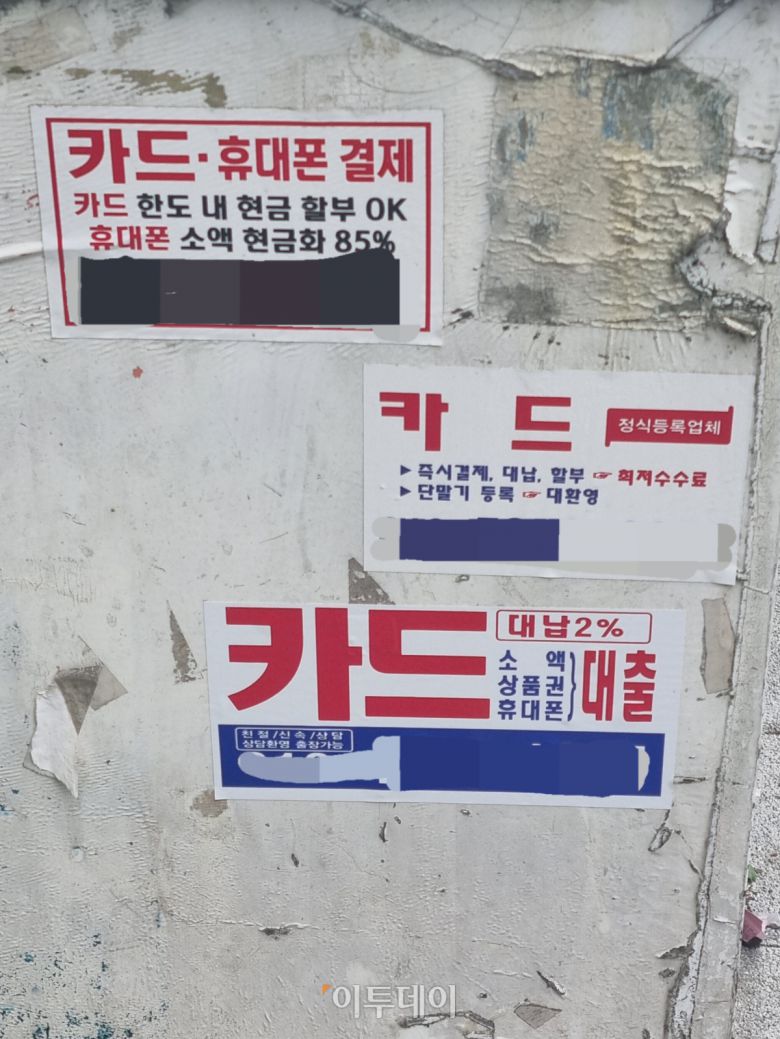 카드·휴대폰 결제
카드 한도 내 현금 할부 OK
휴대폰 소액 현금화 85%
카드 정식등록업체
▶즉시결제, 대납, 할부 ☞ 최저수수료
▶단말기 등록 ☞ 대환영
카드
대납2%
소액
상품권
휴대폰
} 대출
친절/신속/상담
상담환영 출장가능
이투데이